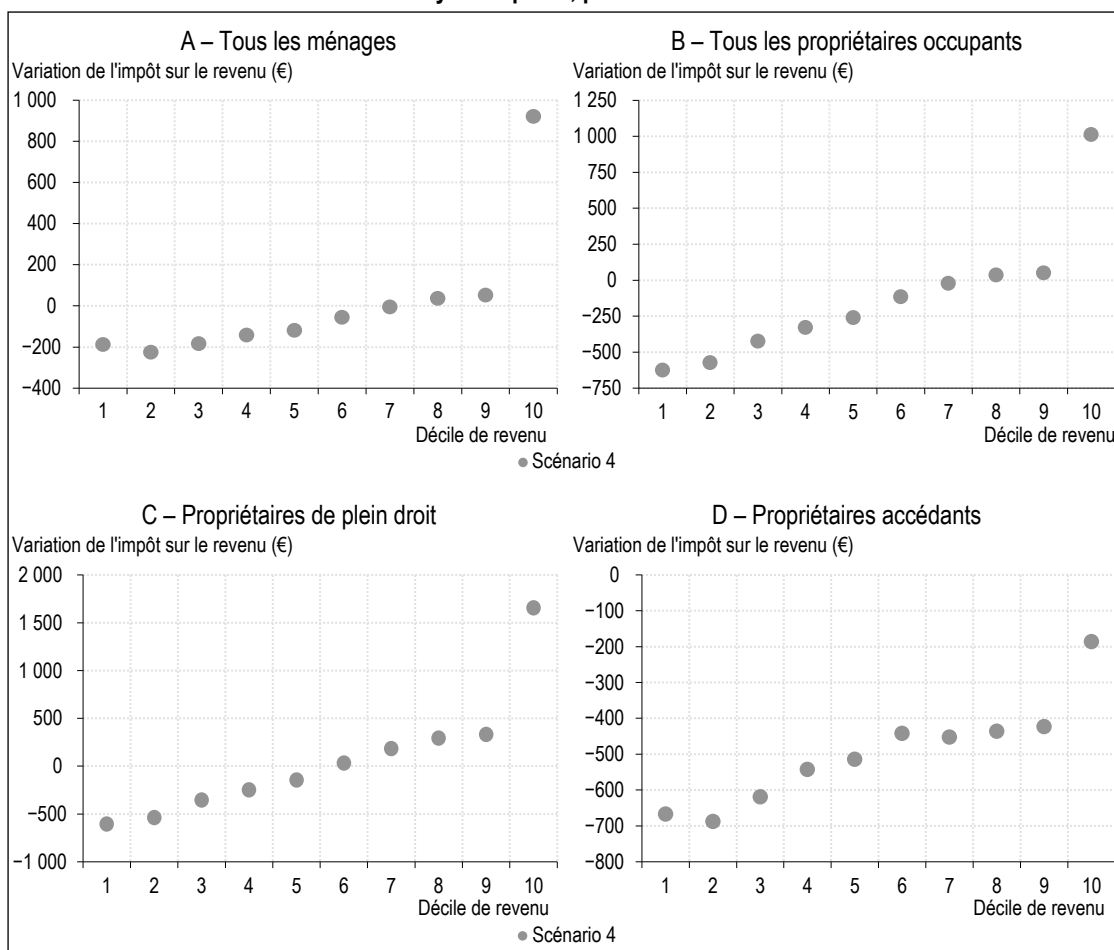 A – Tous les ménages
Variation de l'impôt sur le revenu (€)
1 000
800
600
400
200
0
−200
−400
1 2 3 4 5 6 7 8 9 10
Décile de revenu
B – Tous les propriétaires occupants
Variation de l'impôt sur le revenu (€)
1 250
1 000
750
500
250
0
−250
−500
−750
1 2 3 4 5 6 7 8 9 10
Décile de revenu
● Scénario 4
C – Propriétaires de plein droit
Variation de l'impôt sur le revenu (€)
2 000
1 500
1 000
500
0
−500
−1 000
1 2 3 4 5 6 7 8 9 10
Décile de revenu
D – Propriétaires accédants
Variation de l'impôt sur le revenu (€)
0
−100
−200
−300
−400
−500
−600
−700
−800
1 2 3 4 5 6 7 8 9 10
Décile de revenu
● Scénario 4